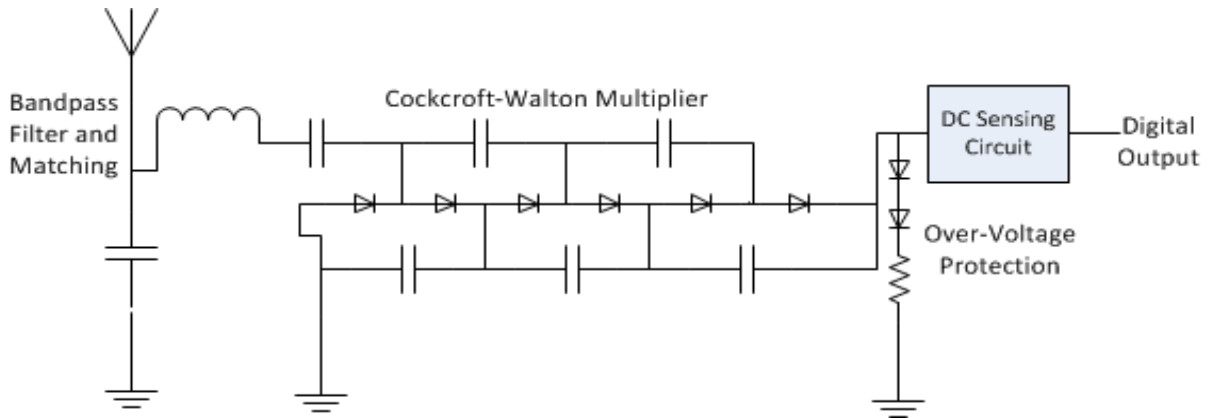 Bandpass
Filter and
Matching
Cockcroft-Walton Multiplier
DC Sensing
Circuit
Digital
Output
Over-Voltage
Protection